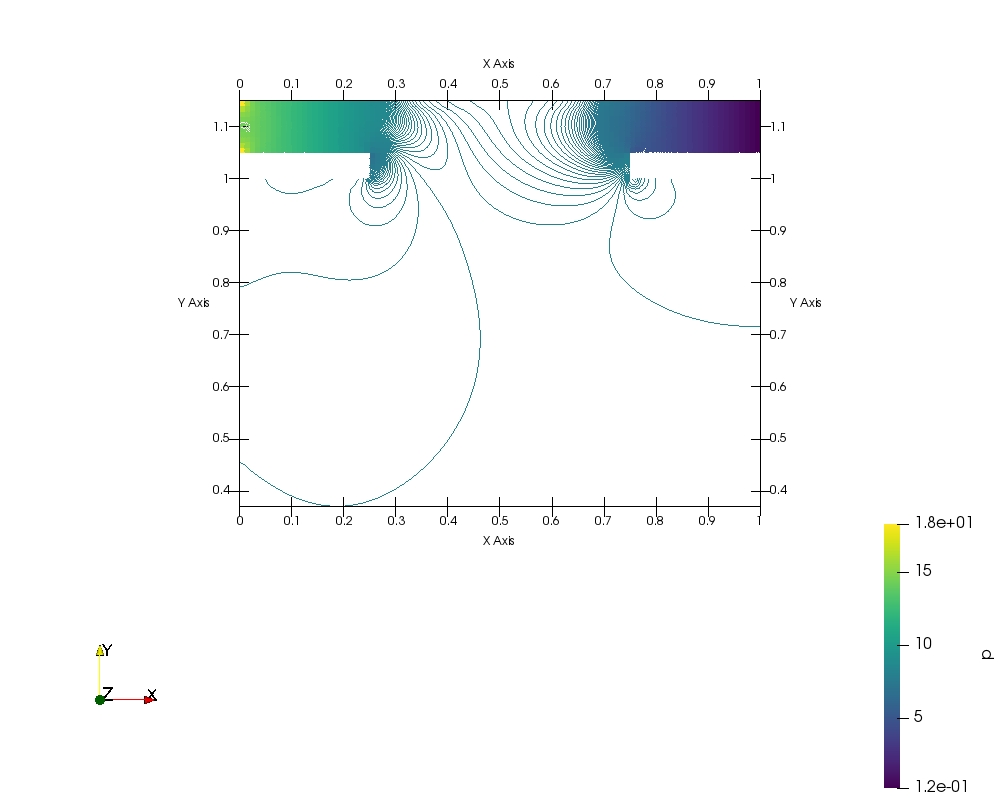 X Axis
0 0.1 0.2 0.3 0.4 0.5 0.6 0.7 0.8 0.9 1
1.1 1.1
1 1
0.9 0.9
0.8 0.8
Y Axis Y Axis
0.7 0.7
0.6 0.6
0.5 0.5
0.4 0.4
0 0.1 0.2 0.3 0.4 0.5 0.6 0.7 0.8 0.9 1
X Axis
1.8e+01
15
10
p
5
1.2e-01
Y
Z X